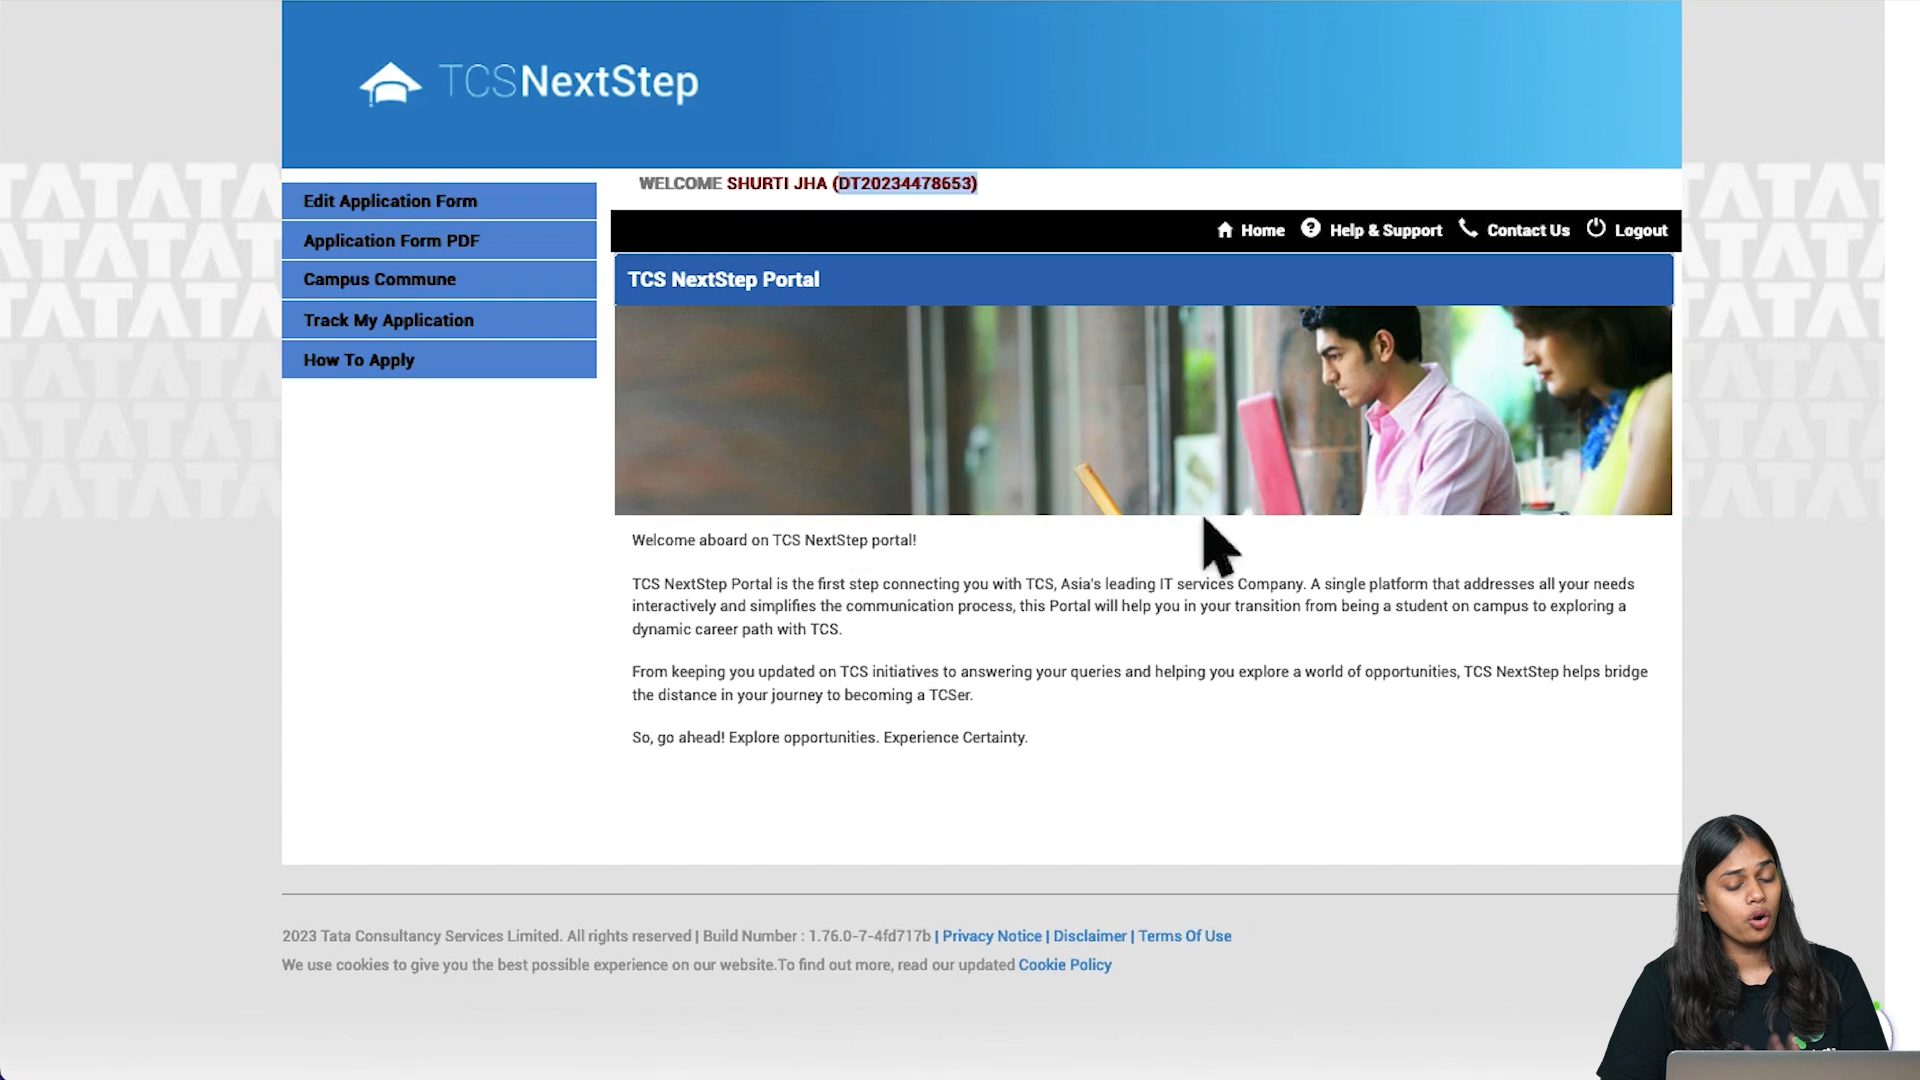 TCSNextStep
WELCOME SHURTI JHA (DT20234478653)
Edit Application Form
Application Form PDF
Campus Commune
Track My Application
How To Apply
Home Help & Support Contact Us Logout
TCS NextStep Portal
Welcome aboard on TCS NextStep portal!
TCS NextStep Portal is the first step connecting you with TCS, Asia's leading IT services Company. A single platform that addresses all your needs
interactively and simplifies the communication process, this Portal will help you in your transition from being a student on campus to exploring a
dynamic career path with TCS.
From keeping you updated on TCS initiatives to answering your queries and helping you explore a world of opportunities, TCS NextStep helps bridge
the distance in your journey to becoming a TCSer.
So, go ahead! Explore opportunities. Experience Certainty.
2023 Tata Consultancy Services Limited. All rights reserved | Build Number : 1.76.0-7-4fd717b | Privacy Notice | Disclaimer | Terms Of Use
We use cookies to give you the best possible experience on our website.To find out more, read our updated Cookie Policy